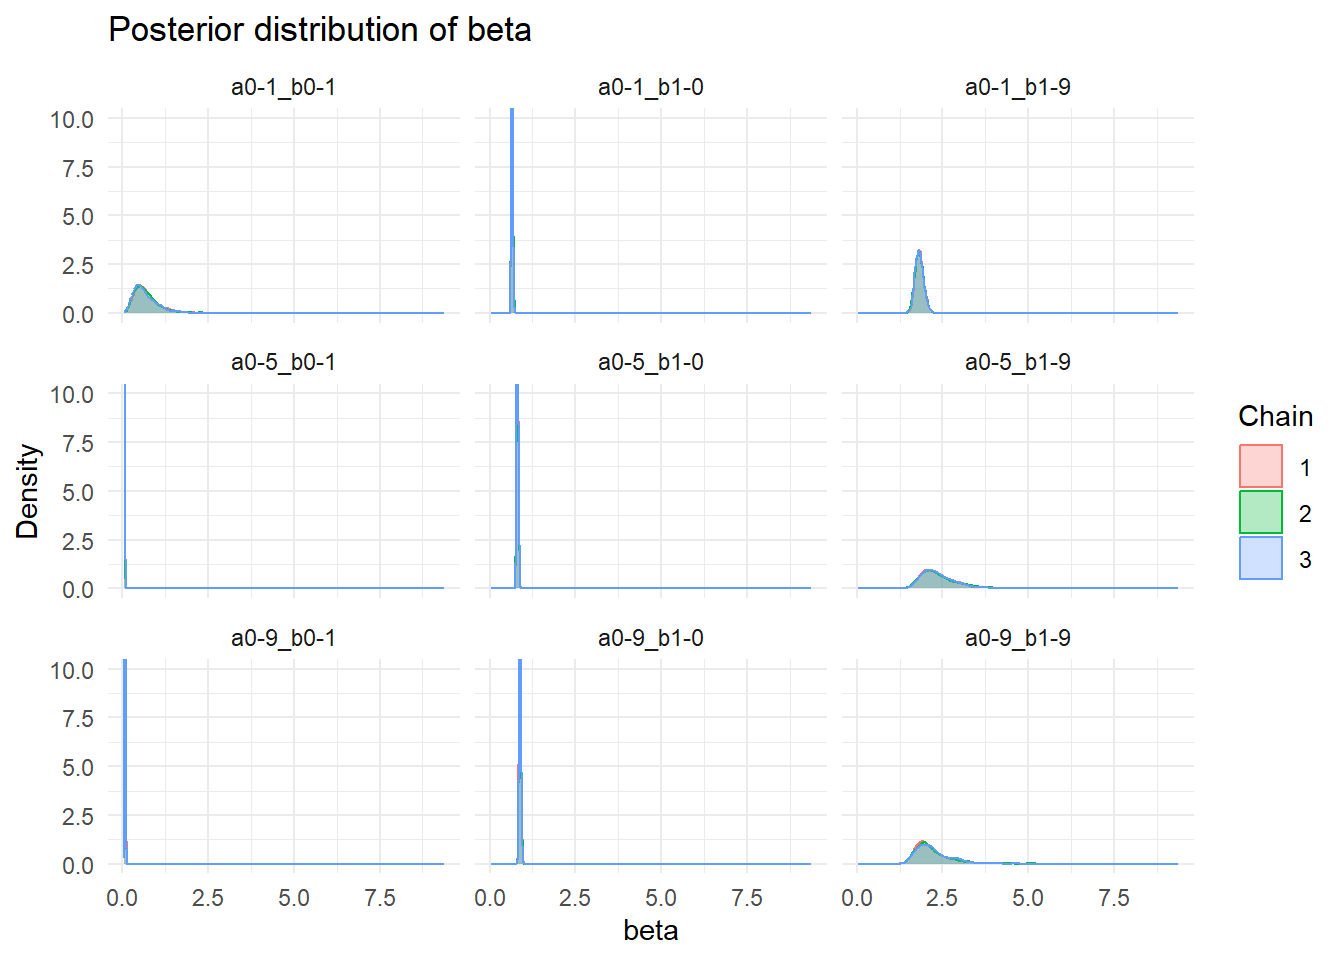 Posterior distribution of beta
a0-1_b0-1 a0-1_b1-0 a0-1_b1-9
10.0
7.5
5.0
2.5
0.0
a0-5_b0-1 a0-5_b1-0 a0-5_b1-9
10.0
7.5
5.0
2.5
0.0
a0-9_b0-1 a0-9_b1-0 a0-9_b1-9
10.0
7.5
5.0
2.5
0.0
0.0 2.5 5.0 7.5 0.0 2.5 5.0 7.5 0.0 2.5 5.0 7.5
beta
Density
Chain
1
2
3